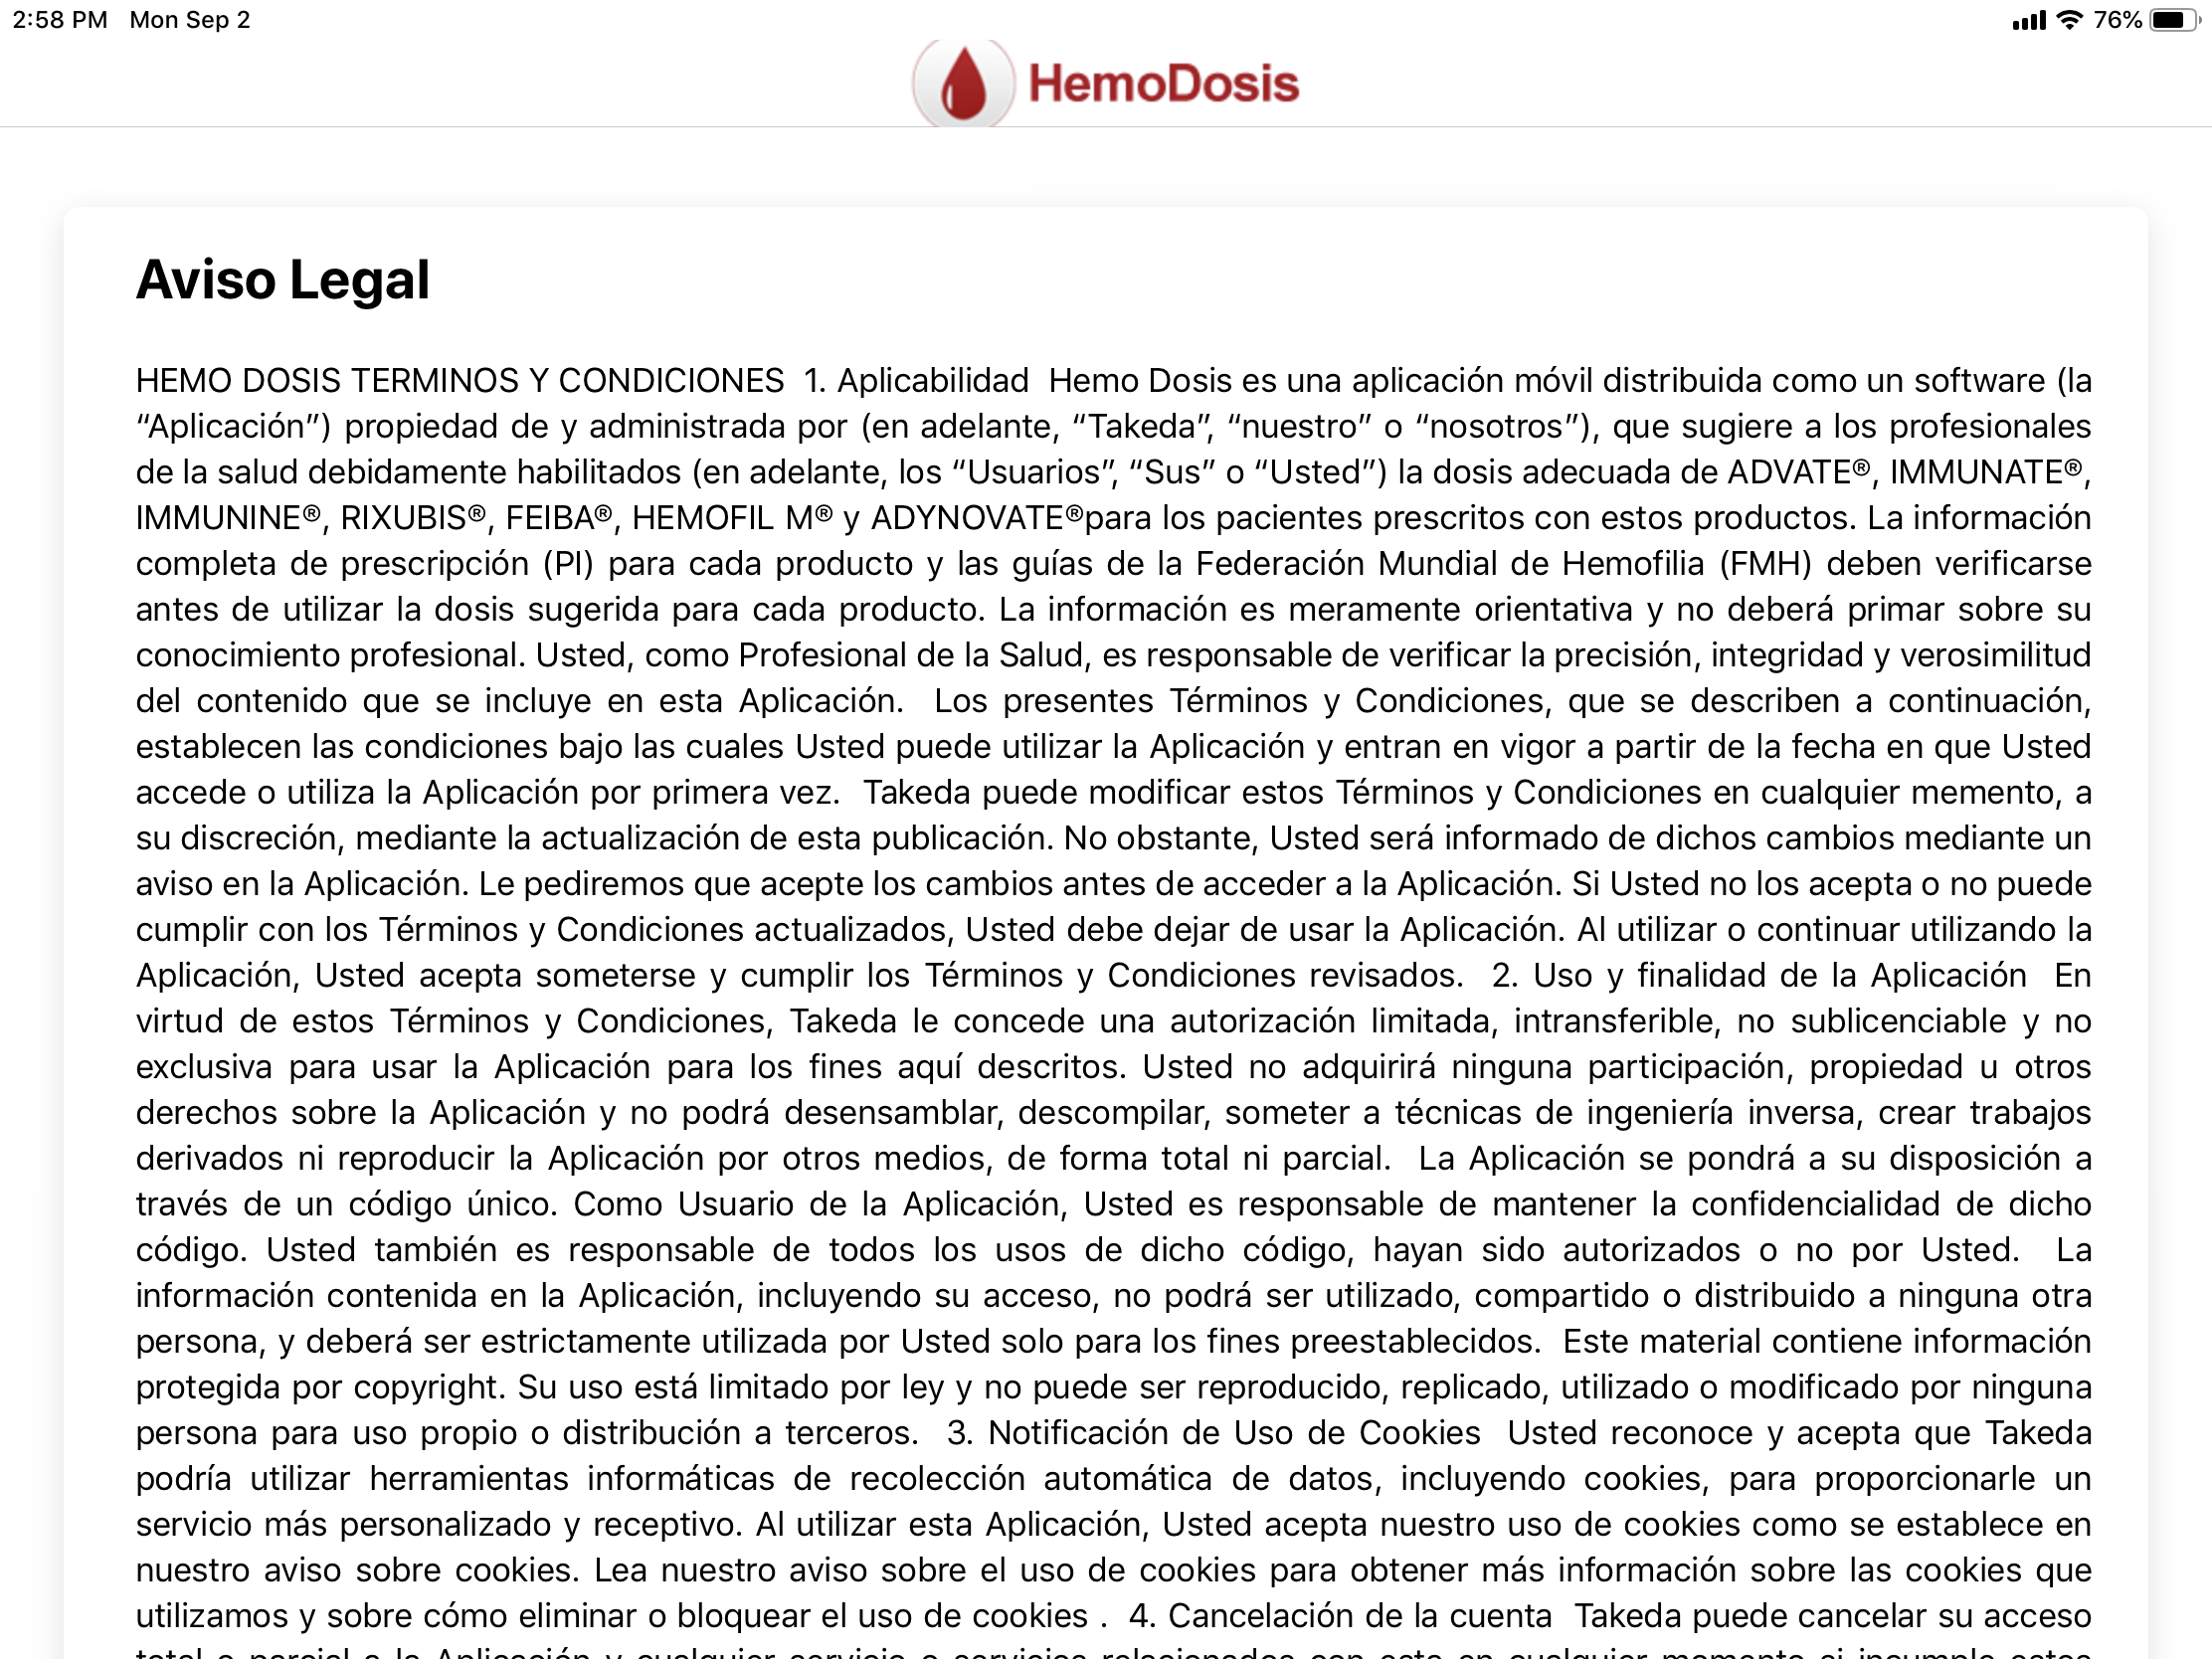 2:58 PM Mon Sep 2 76%
HemoDosis
Aviso Legal
HEMO DOSIS TERMINOS Y CONDICIONES 1. Aplicabilidad Hemo Dosis es una aplicación móvil distribuida como un software (la
“Aplicación”) propiedad de y administrada por (en adelante, “Takeda”, “nuestro” o “nosotros”), que sugiere a los profesionales
de la salud debidamente habilitados (en adelante, los “Usuarios”, “Sus” o “Usted”) la dosis adecuada de ADVATE®, IMMUNATE®,
IMMUNINE®, RIXUBIS®, FEIBA®, HEMOFIL M® y ADYNOVATE®para los pacientes prescritos con estos productos. La información
completa de prescripción (PI) para cada producto y las guías de la Federación Mundial de Hemofilia (FMH) deben verificarse
antes de utilizar la dosis sugerida para cada producto. La información es meramente orientativa y no deberá primar sobre su
conocimiento profesional. Usted, como Profesional de la Salud, es responsable de verificar la precisión, integridad y verosimilitud
del contenido que se incluye en esta Aplicación. Los presentes Términos y Condiciones, que se describen a continuación,
establecen las condiciones bajo las cuales Usted puede utilizar la Aplicación y entran en vigor a partir de la fecha en que Usted
accede o utiliza la Aplicación por primera vez. Takeda puede modificar estos Términos y Condiciones en cualquier memento, a
su discreción, mediante la actualización de esta publicación. No obstante, Usted será informado de dichos cambios mediante un
aviso en la Aplicación. Le pediremos que acepte los cambios antes de acceder a la Aplicación. Si Usted no los acepta o no puede
cumplir con los Términos y Condiciones actualizados, Usted debe dejar de usar la Aplicación. Al utilizar o continuar utilizando la
Aplicación, Usted acepta someterse y cumplir los Términos y Condiciones revisados. 2. Uso y finalidad de la Aplicación En
virtud de estos Términos y Condiciones, Takeda le concede una autorización limitada, intransferible, no sublicenciable y no
exclusiva para usar la Aplicación para los fines aquí descritos. Usted no adquirirá ninguna participación, propiedad u otros
derechos sobre la Aplicación y no podrá desensamblar, descompilar, someter a técnicas de ingeniería inversa, crear trabajos
derivados ni reproducir la Aplicación por otros medios, de forma total ni parcial. La Aplicación se pondrá a su disposición a
través de un código único. Como Usuario de la Aplicación, Usted es responsable de mantener la confidencialidad de dicho
código. Usted también es responsable de todos los usos de dicho código, hayan sido autorizados o no por Usted. La
información contenida en la Aplicación, incluyendo su acceso, no podrá ser utilizado, compartido o distribuido a ninguna otra
persona, y deberá ser estrictamente utilizada por Usted solo para los fines preestablecidos. Este material contiene información
protegida por copyright. Su uso está limitado por ley y no puede ser reproducido, replicado, utilizado o modificado por ninguna
persona para uso propio o distribución a terceros. 3. Notificación de Uso de Cookies Usted reconoce y acepta que Takeda
podría utilizar herramientas informáticas de recolección automática de datos, incluyendo cookies, para proporcionarle un
servicio más personalizado y receptivo. Al utilizar esta Aplicación, Usted acepta nuestro uso de cookies como se establece en
nuestro aviso sobre cookies. Lea nuestro aviso sobre el uso de cookies para obtener más información sobre las cookies que
utilizamos y sobre cómo eliminar o bloquear el uso de cookies . 4. Cancelación de la cuenta Takeda puede cancelar su acceso
total o parcial a la Aplicación y cualquier servicio o servicios relacionados con esta en cualquier momento si incumple estos